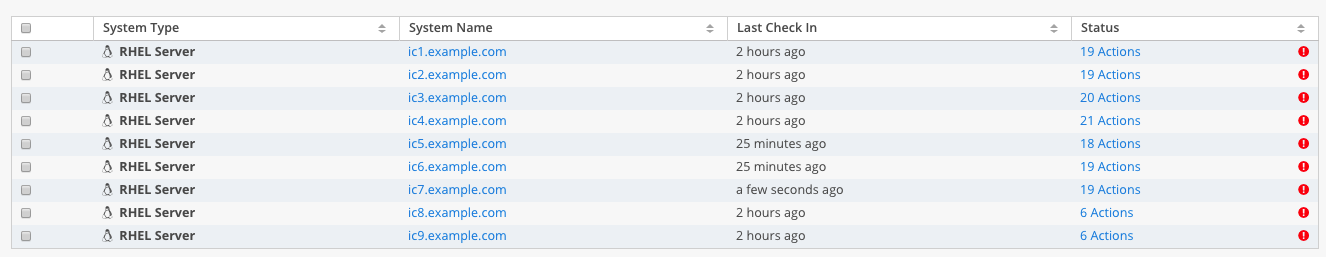 System Type System Name Last Check In Status
RHEL Server ic1.example.com 2 hours ago 19 Actions
RHEL Server ic2.example.com 2 hours ago 19 Actions
RHEL Server ic3.example.com 2 hours ago 20 Actions
RHEL Server ic4.example.com 2 hours ago 21 Actions
RHEL Server ic5.example.com 25 minutes ago 18 Actions
RHEL Server ic6.example.com 25 minutes ago 19 Actions
RHEL Server ic7.example.com a few seconds ago 19 Actions
RHEL Server ic8.example.com 2 hours ago 6 Actions
RHEL Server ic9.example.com 2 hours ago 6 Actions